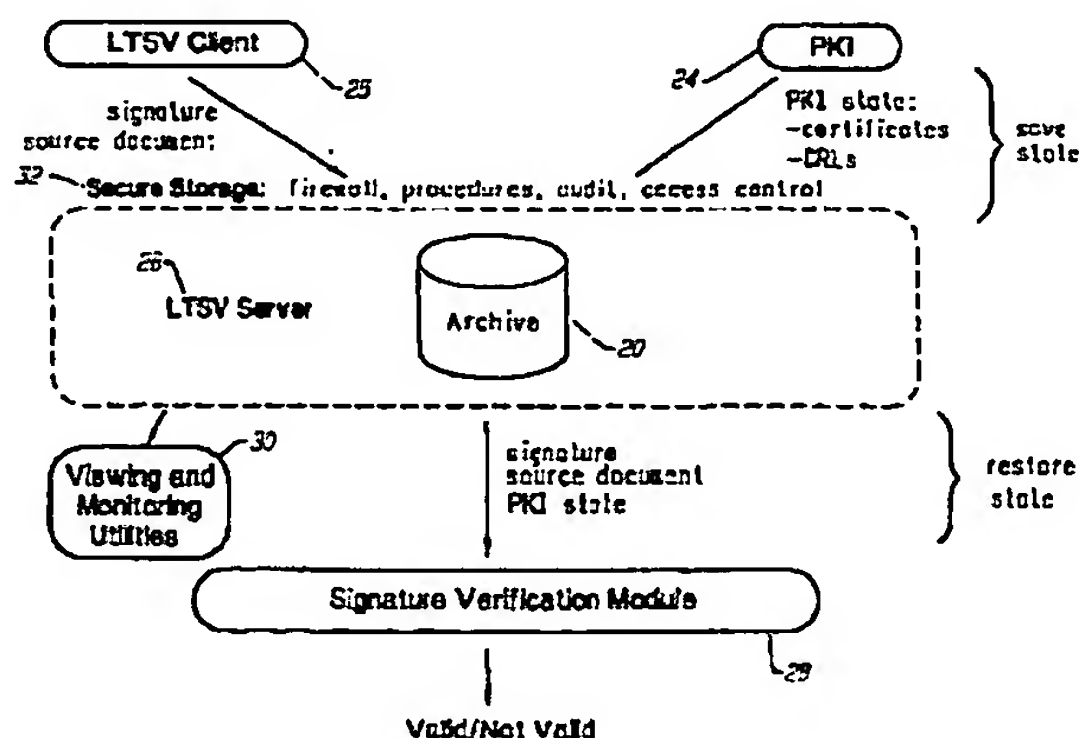 LTSV Client
PKI
25
24
signature
source document
PKI state:
-certificates
-CRLs
save
state
32
Secure Storage: firewall, procedures, audit, access control
26
LTSV Server
Archive
20
30
Viewing and
Monitoring
Utilities
signature
source document
PKI state
restore
state
Signature Verification Module
28
Valid/Not Valid